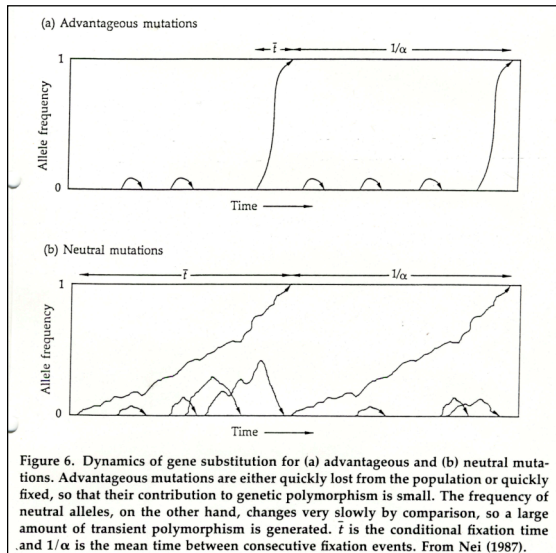 (a) Advantageous mutations
t̄
1/α
1
Allele frequency
0
Time
(b) Neutral mutations
t̄
1/α
1
Allele frequency
0
Time
Figure 6. Dynamics of gene substitution for (a) advantageous and (b) neutral muta-
tions. Advantageous mutations are either quickly lost from the population or quickly
fixed, so that their contribution to genetic polymorphism is small. The frequency of
neutral alleles, on the other hand, changes very slowly by comparison, so a large
amount of transient polymorphism is generated. t̄ is the conditional fixation time
and 1/α is the mean time between consecutive fixation events. From Nei (1987).